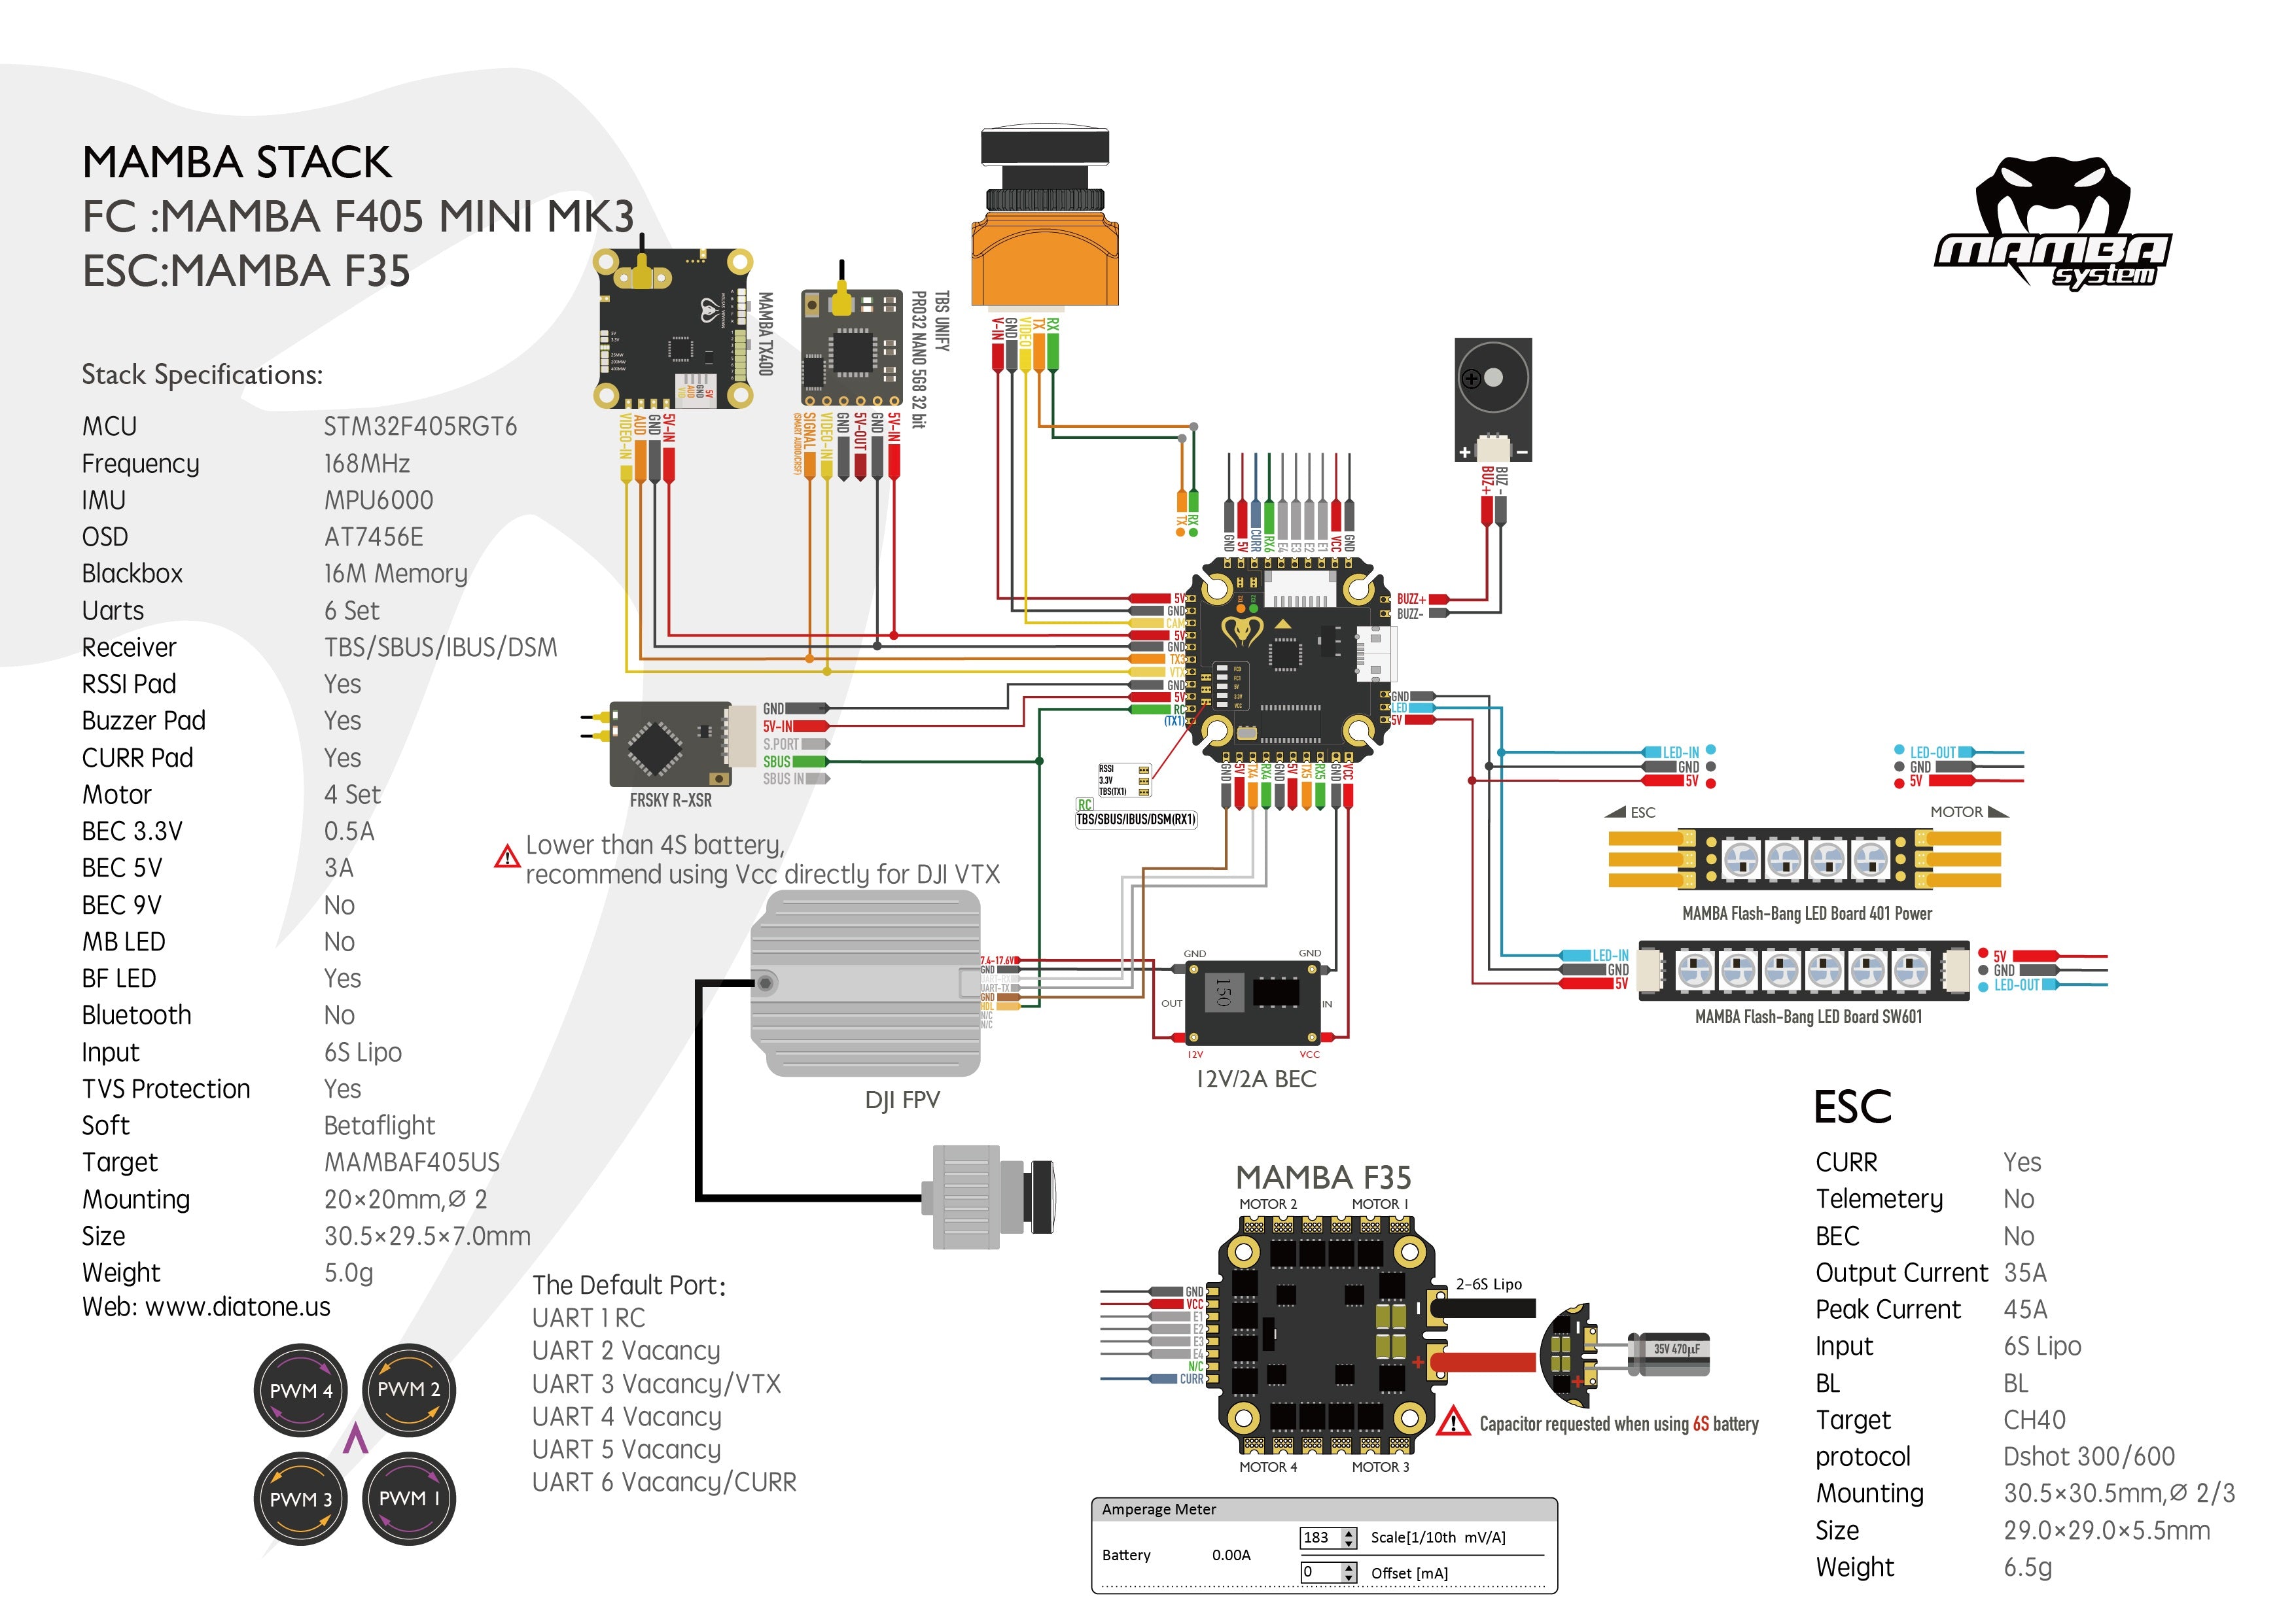 MAMBA STACK
FC :MAMBA F405 MINI MK3
ESC:MAMBA F35
MAMBA
system
Stack Specifications:
MCU STM32F405RGT6
Frequency 168MHz
IMU MPU6000
OSD AT7456E
Blackbox 16M Memory
Uarts 6 Set
Receiver TBS/SBUS/IBUS/DSM
RSSI Pad Yes
Buzzer Pad Yes
CURR Pad Yes
Motor 4 Set
BEC 3.3V 0.5A
BEC 5V 3A
BEC 9V No
MB LED No
BF LED Yes
Bluetooth No
Input 6S Lipo
TVS Protection Yes
Soft Betaflight
Target MAMBAF405US
Mounting 20×20mm,Ø 2
Size 30.5×29.5×7.0mm
Weight 5.0g
Web: www.diatone.us
PWM 4
PWM 2
PWM 3
PWM 1
The Default Port:
UART 1 RC
UART 2 Vacancy
UART 3 Vacancy/VTX
UART 4 Vacancy
UART 5 Vacancy
UART 6 Vacancy/CURR
MAMBA TX400
VIDEO-IN
AUD
GND
5V-IN
TBS UNIFY
PRO32 NANO 5G8 32 bit
SIGNAL
(SMART AUDIO/CRSF)
VIDEO-IN
GND
5V-OUT
GND
5V-IN
V-IN
GND
VIDEO
TX
RX
TX
RX
GND
5V
CURR
RX6
E4
E3
E2
E1
VCC
GND
+ -
BUZ+
BUZ-
BUZZ+
BUZZ-
5V
GND
CAM
5V
GND
TX3
VTX
GND
5V
RC
(TX1)
GND
LED
5V
GND
5V
TX4
RX4
GND
5V
TX5
RX5
GND
VCC
RSSI
3.3V
TBS(TX1)
RC
TBS/SBUS/IBUS/DSM(RX1)
GND
5V-IN
S.PORT
SBUS
SBUS IN
FRSKY R-XSR
Lower than 4S battery,
recommend using Vcc directly for DJI VTX
7.4-17.6V
GND
UART-RX
UART-TX
GND
HDL
N/C
N/C
DJI FPV
GND
GND
OUT
IN
150
12V
VCC
12V/2A BEC
LED-IN
GND
5V
LED-OUT
GND
5V
ESC
MOTOR
MAMBA Flash-Bang LED Board 401 Power
LED-IN
GND
5V
5V
GND
LED-OUT
MAMBA Flash-Bang LED Board SW601
MAMBA F35
MOTOR 2
MOTOR 1
GND
VCC
E1
E2
E3
E4
N/C
CURR
2-6S Lipo
35V 470µF
Capacitor requested when using 6S battery
MOTOR 4
MOTOR 3
Amperage Meter
Battery 0.00A
183 Scale[1/10th mV/A]
0 Offset [mA]
ESC
CURR Yes
Telemetery No
BEC No
Output Current 35A
Peak Current 45A
Input 6S Lipo
BL BL
Target CH40
protocol Dshot 300/600
Mounting 30.5×30.5mm,Ø 2/3
Size 29.0×29.0×5.5mm
Weight 6.5g